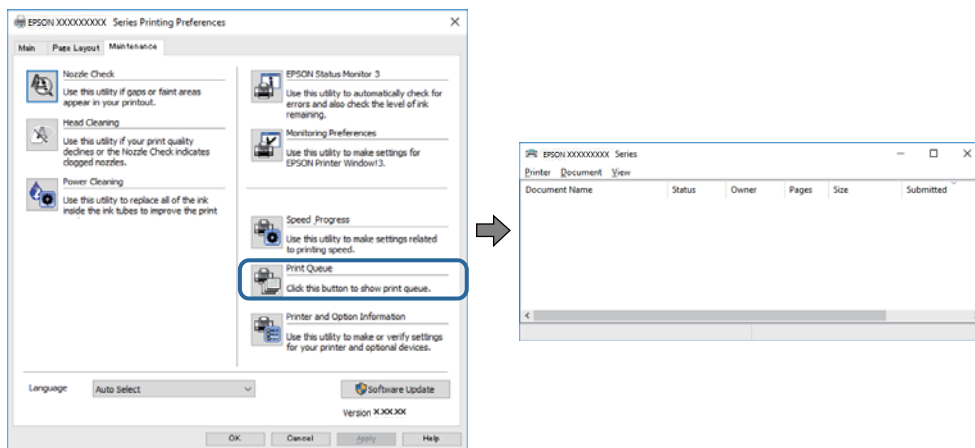 EPSON XXXXXXXXX Series Printing Preferences
Main Page Layout Maintenance
Nozzle Check
Use this utility if gaps or faint areas
appear in your printout.
Head Cleaning
Use this utility if your print quality
declines or the Nozzle Check indicates
clogged nozzles.
Power Cleaning
Use this utility to replace all of the ink
inside the ink tubes to improve the print
EPSON Status Monitor 3
Use this utility to automatically check for
errors and also check the level of ink
remaining.
Monitoring Preferences
Use this utility to make settings for
EPSON Printer Window!3.
Speed_Progress
Use this utility to make settings related
to printing speed.
Print Queue
Click this button to show print queue.
Printer and Option Information
Use this utility to make or verify settings
for your printer and optional devices.
Language Auto Select
Software Update
Version X.XX.XX
OK Cancel Apply Help
EPSON XXXXXXXXX Series
Printer Document View
Document Name Status Owner Pages Size Submitted